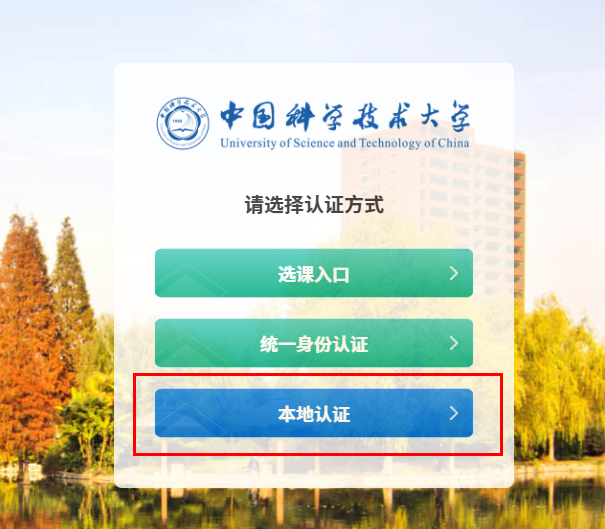 中国科学技术大学
University of Science and Technology of China
请选择认证方式
选课入口
统一身份认证
本地认证